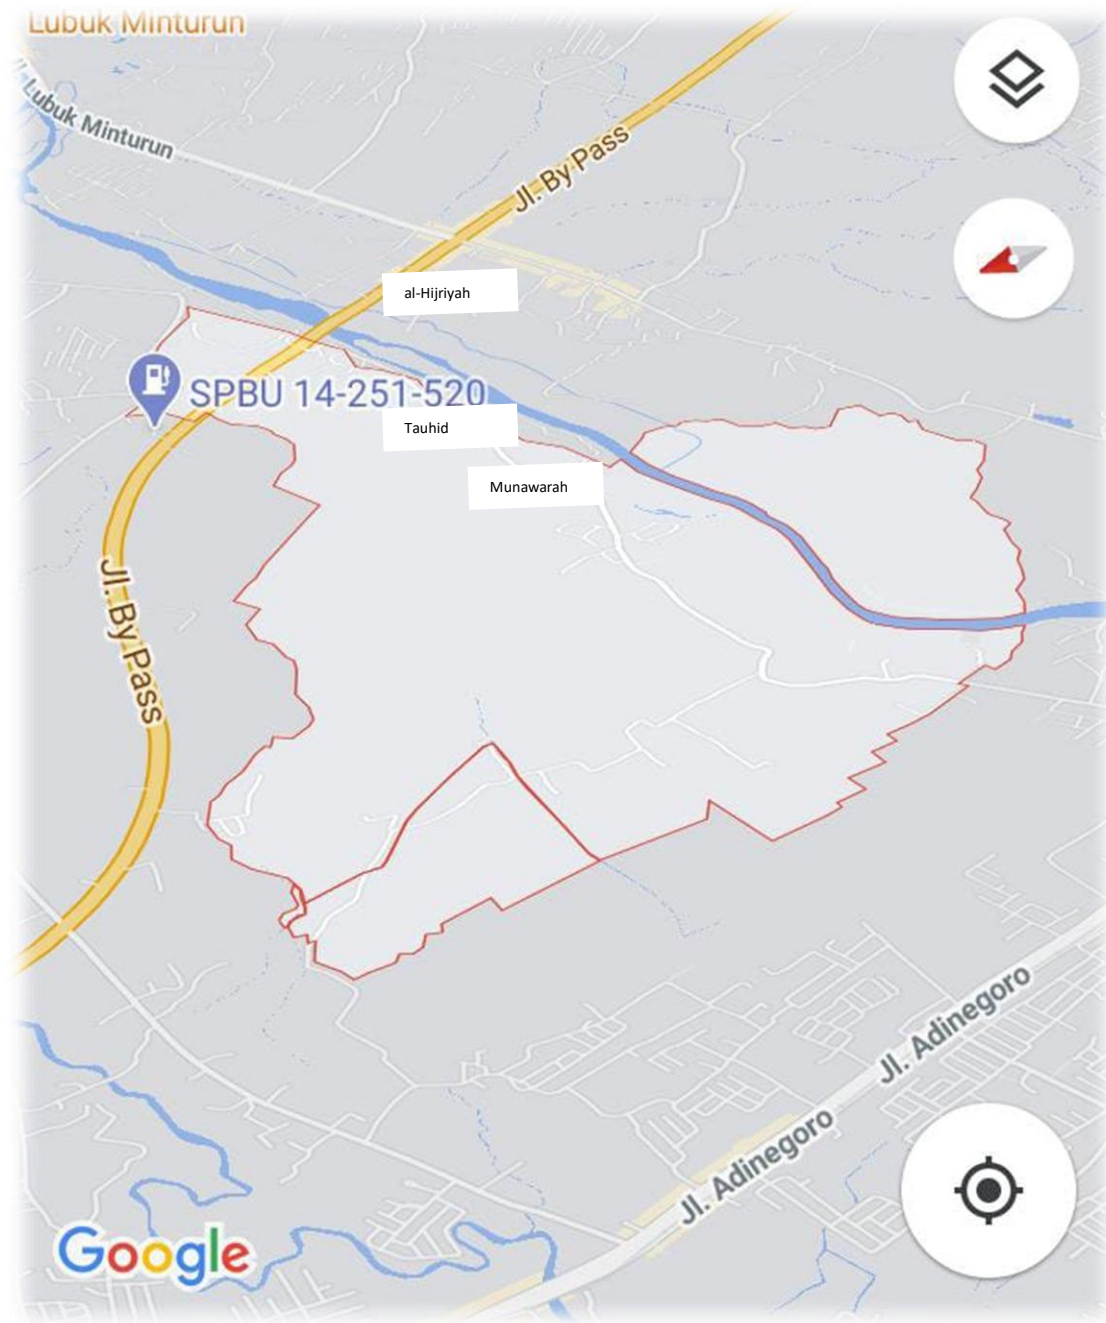 Lubuk Minturun
Lubuk Minturun
Jl. By Pass
al-Hijriyah
SPBU 14-251-520
Tauhid
Munawarah
Jl. By Pass
Jl. Adinegoro
Jl. Adinegoro
Google